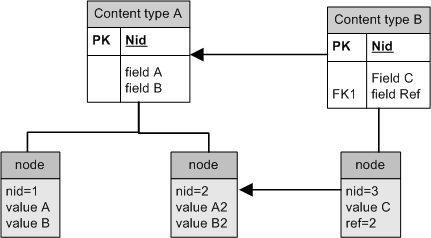 Content type A
PK Nid
field A
field B
Content type B
PK Nid
Field C
FK1 field Ref
node
nid=1
value A
value B
node
nid=2
value A2
value B2
node
nid=3
value C
ref=2